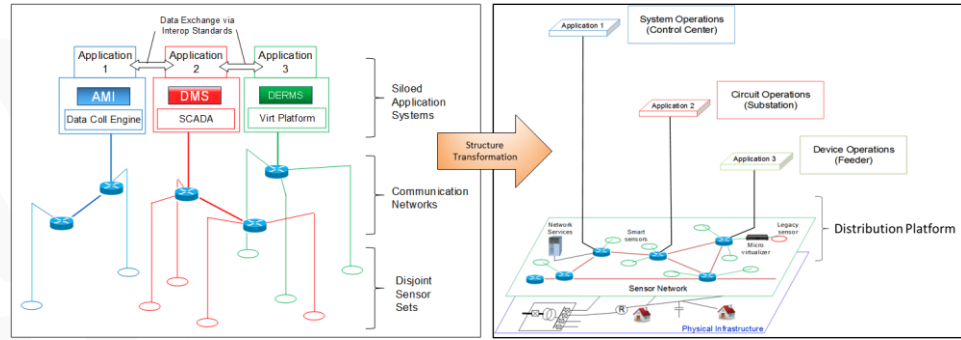 Data Exchange via
Interop Standards
Application
1
Application
2
Application
3
AMI
DMS
DERMS
Data Coll Engine
SCADA
Virt Platform
Siloed
Application
Systems
Communication
Networks
Disjoint
Sensor
Sets
Structure
Transformation
Application 1
System Operations
(Control Center)
Application 2
Circuit Operations
(Substation)
Application 3
Device Operations
(Feeder)
Distribution Platform
Network
Services
Smart
sensors
Legacy
sensor
Micro
virtualizer
Sensor Network
R
Physical Infrastructure